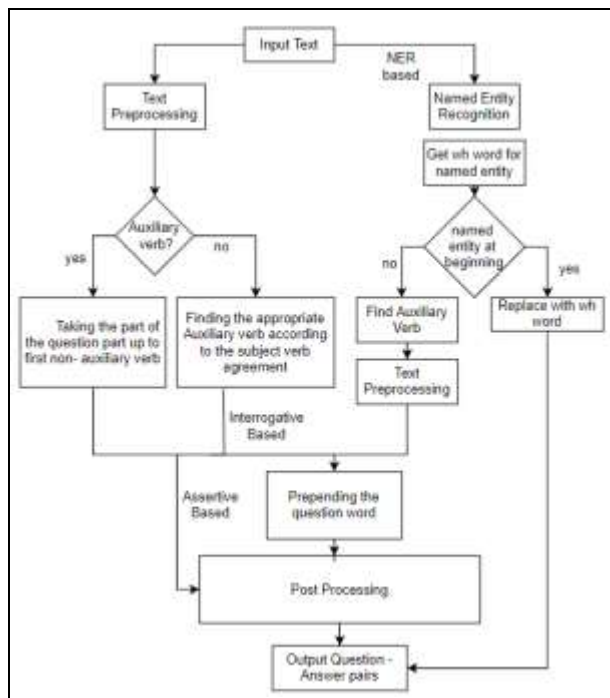 Input Text
NER
based
Text
Preprocessing
Named Entity
Recognition
Get wh word for
named entity
Auxiliary
verb?
named
entity at
beginning
yes
no
no
yes
Taking the part of
the question part up to
first non- auxiliary verb
Finding the appropriate
Auxiliary verb according
to the subject verb
agreement
Find Auxiliary
Verb
Replace with wh
word
Text
Preprocessing
Interrogative
Based
Assertive
Based
Prepending the
question word
Post Processing
Output Question -
Answer pairs